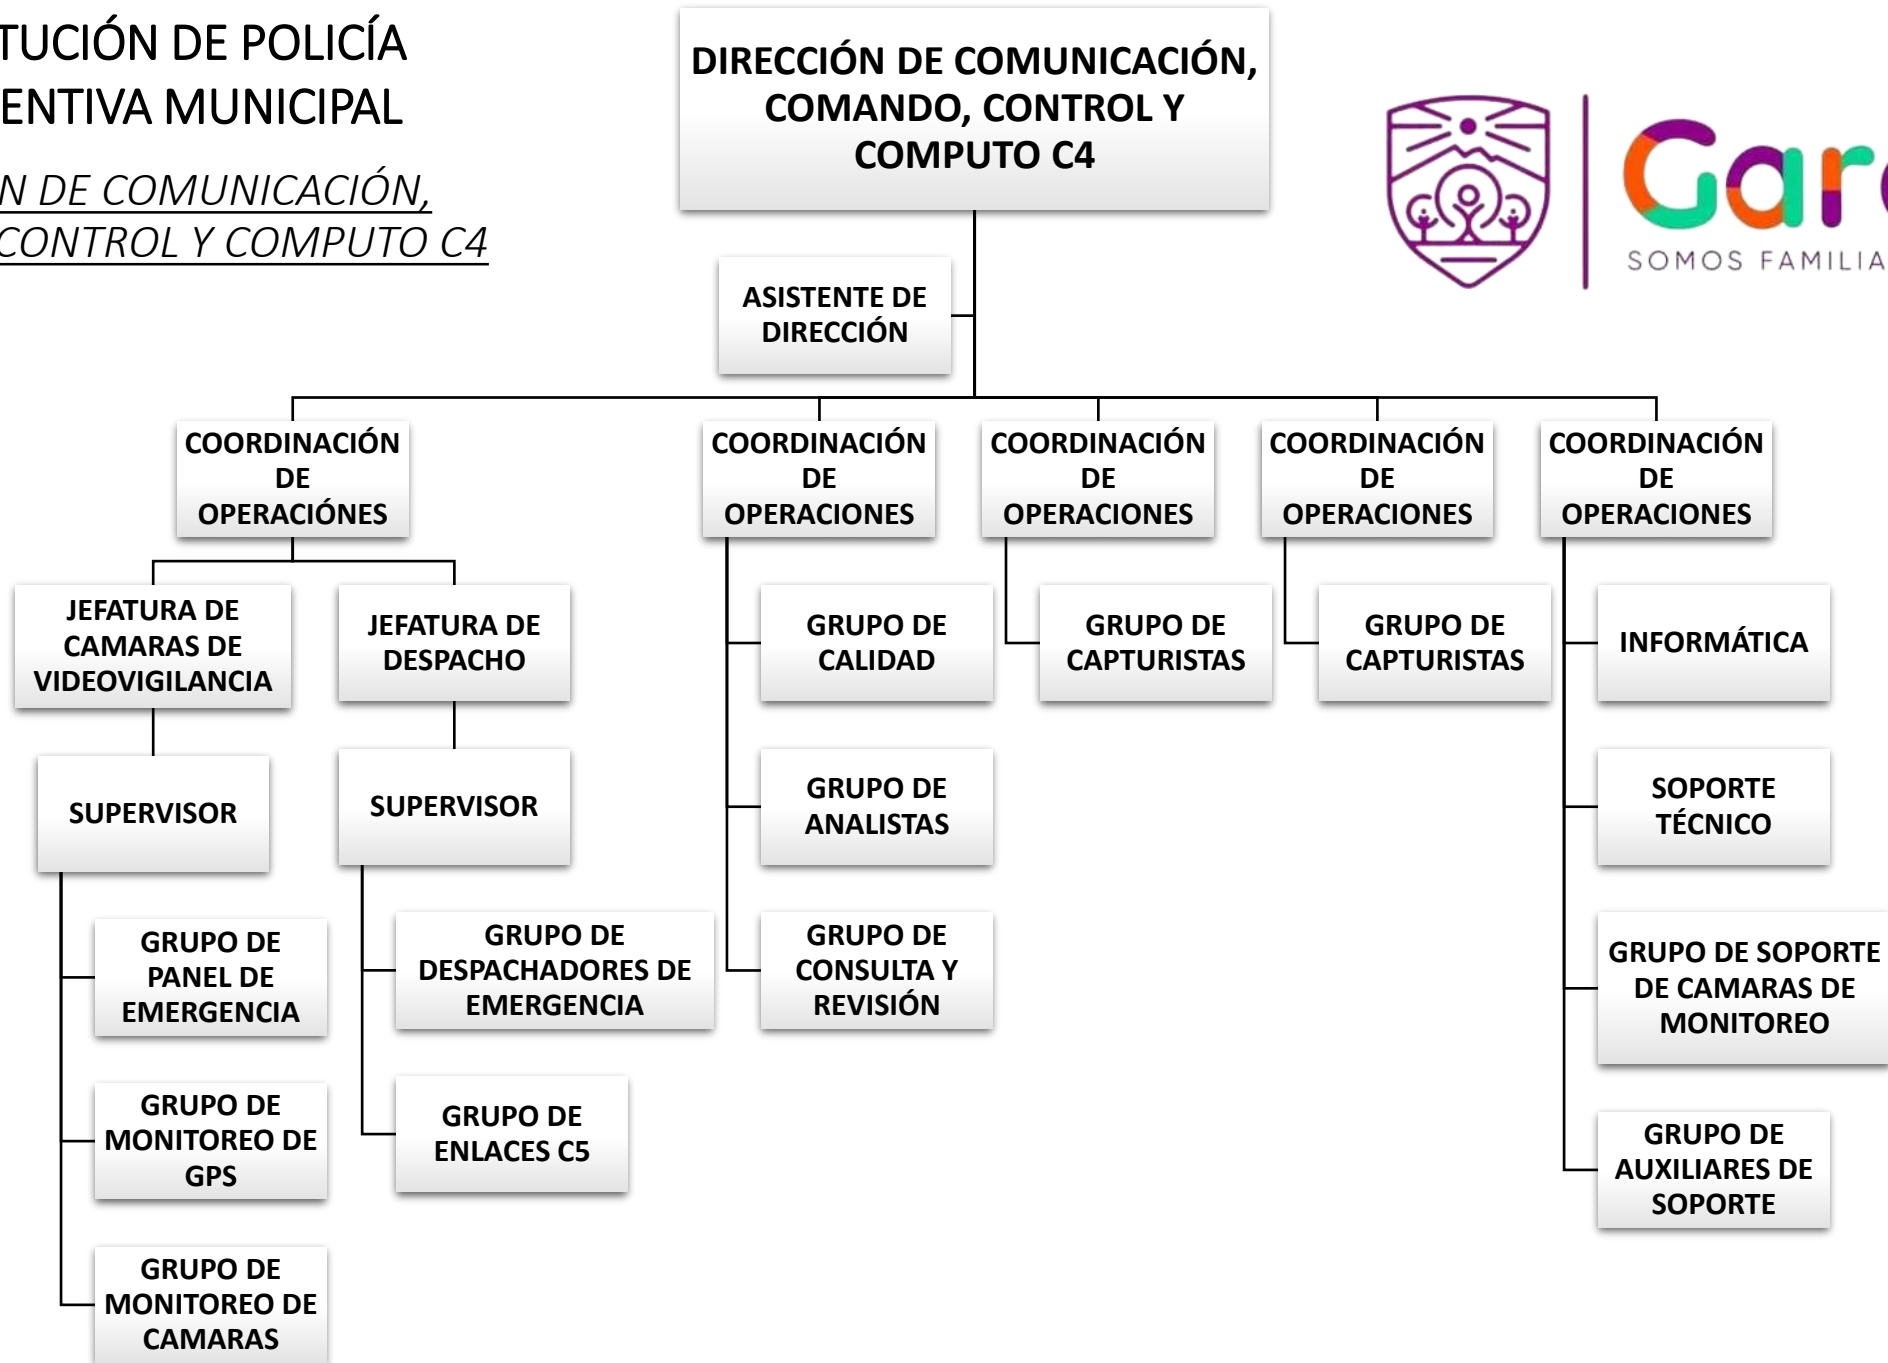 TUCIÓN DE POLICÍA
ENTIVA MUNICIPAL
N DE COMUNICACIÓN,
CONTROL Y COMPUTO C4
DIRECCIÓN DE COMUNICACIÓN,
COMANDO, CONTROL Y
COMPUTO C4
SOMOS FAMILIA
ASISTENTE DE
DIRECCIÓN
COORDINACIÓN
DE
OPERACIÓNES
COORDINACIÓN
DE
OPERACIONES
COORDINACIÓN
DE
OPERACIONES
COORDINACIÓN
DE
OPERACIONES
COORDINACIÓN
DE
OPERACIONES
JEFATURA DE
CAMARAS DE
VIDEOVIGILANCIA
JEFATURA DE
DESPACHO
GRUPO DE
CALIDAD
GRUPO DE
CAPTURISTAS
GRUPO DE
CAPTURISTAS
INFORMÁTICA
SUPERVISOR
SUPERVISOR
GRUPO DE
ANALISTAS
SOPORTE
TÉCNICO
GRUPO DE
PANEL DE
EMERGENCIA
GRUPO DE
DESPACHADORES DE
EMERGENCIA
GRUPO DE
CONSULTA Y
REVISIÓN
GRUPO DE SOPORTE
DE CAMARAS DE
MONITOREO
GRUPO DE
MONITOREO DE
GPS
GRUPO DE
ENLACES C5
GRUPO DE
AUXILIARES DE
SOPORTE
GRUPO DE
MONITOREO DE
CAMARAS